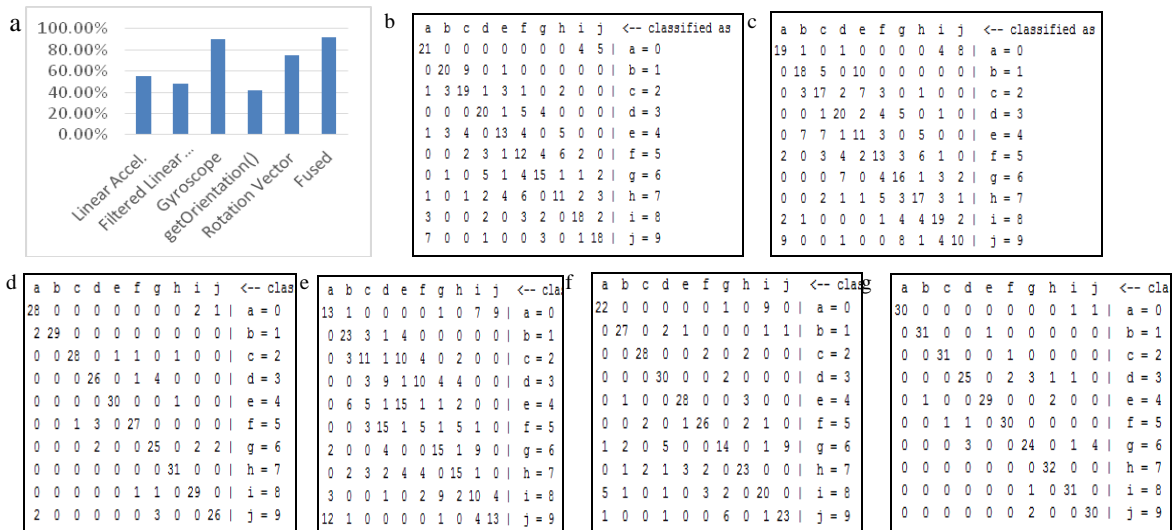 a
100.00%
80.00%
60.00%
40.00%
20.00%
0.00%
Linear Accel.
Filtered Linear ...
Gyroscope
getOrientation()
Rotation Vector
Fused
b
a b c d e f g h i j <-- classified as
21 0 0 0 0 0 0 0 4 5 | a = 0
0 20 9 0 1 0 0 0 0 0 | b = 1
1 3 19 1 3 1 0 2 0 0 | c = 2
0 0 0 20 1 5 4 0 0 0 | d = 3
1 3 4 0 13 4 0 5 0 0 | e = 4
0 0 2 3 1 12 4 6 2 0 | f = 5
0 1 0 5 1 4 15 1 1 2 | g = 6
1 0 1 2 4 6 0 11 2 3 | h = 7
3 0 0 2 0 3 2 0 18 2 | i = 8
7 0 0 1 0 0 3 0 1 18 | j = 9
c
a b c d e f g h i j <-- classified as
19 1 0 1 0 0 0 0 4 8 | a = 0
0 18 5 0 10 0 0 0 0 0 | b = 1
0 3 17 2 7 3 0 1 0 0 | c = 2
0 0 1 20 2 4 5 0 1 0 | d = 3
0 7 7 1 11 3 0 5 0 0 | e = 4
2 0 3 4 2 13 3 6 1 0 | f = 5
0 0 0 7 0 4 16 1 3 2 | g = 6
0 0 2 1 1 5 3 17 3 1 | h = 7
2 1 0 0 0 1 4 4 19 2 | i = 8
9 0 0 1 0 0 8 1 4 10 | j = 9
d
a b c d e f g h i j <-- clas
28 0 0 0 0 0 0 0 2 1 | a = 0
2 29 0 0 0 0 0 0 0 0 | b = 1
0 0 28 0 1 1 0 1 0 0 | c = 2
0 0 0 26 0 1 4 0 0 0 | d = 3
0 0 0 0 30 0 0 1 0 0 | e = 4
0 0 1 3 0 27 0 0 0 0 | f = 5
0 0 0 2 0 0 25 0 2 2 | g = 6
0 0 0 0 0 0 0 31 0 0 | h = 7
0 0 0 0 0 1 1 0 29 0 | i = 8
2 0 0 0 0 0 3 0 0 26 | j = 9
e
a b c d e f g h i j <-- clas
13 1 0 0 0 0 1 0 7 9 | a = 0
0 23 3 1 4 0 0 0 0 0 | b = 1
0 3 11 1 10 4 0 2 0 0 | c = 2
0 0 3 9 1 10 4 4 0 0 | d = 3
0 6 5 1 15 1 1 2 0 0 | e = 4
0 0 3 15 1 5 1 5 1 0 | f = 5
2 0 0 4 0 0 15 1 9 0 | g = 6
0 2 3 2 4 4 0 15 1 0 | h = 7
3 0 0 1 0 2 9 2 10 4 | i = 8
12 1 0 0 0 0 1 0 4 13 | j = 9
f
a b c d e f g h i j <-- clas
22 0 0 0 0 0 1 0 9 0 | a = 0
0 27 0 2 1 0 0 0 1 1 | b = 1
0 0 28 0 0 2 0 2 0 0 | c = 2
0 0 0 30 0 0 2 0 0 0 | d = 3
0 1 0 0 28 0 0 3 0 0 | e = 4
0 0 2 0 1 26 0 2 1 0 | f = 5
1 2 0 5 0 0 14 0 1 9 | g = 6
0 1 2 1 3 2 0 23 0 0 | h = 7
5 1 0 1 0 3 2 0 20 0 | i = 8
1 0 0 1 0 0 6 0 1 23 | j = 9
g
a b c d e f g h i j <-- cla
30 0 0 0 0 0 0 0 1 1 | a = 0
0 31 0 0 1 0 0 0 0 0 | b = 1
0 0 31 0 0 1 0 0 0 0 | c = 2
0 0 0 25 0 2 3 1 1 0 | d = 3
0 1 0 0 29 0 0 2 0 0 | e = 4
0 0 1 1 0 30 0 0 0 0 | f = 5
0 0 0 3 0 0 24 0 1 4 | g = 6
0 0 0 0 0 0 0 32 0 0 | h = 7
0 0 0 0 0 0 1 0 31 0 | i = 8
0 0 0 0 0 0 2 0 0 30 | j = 9